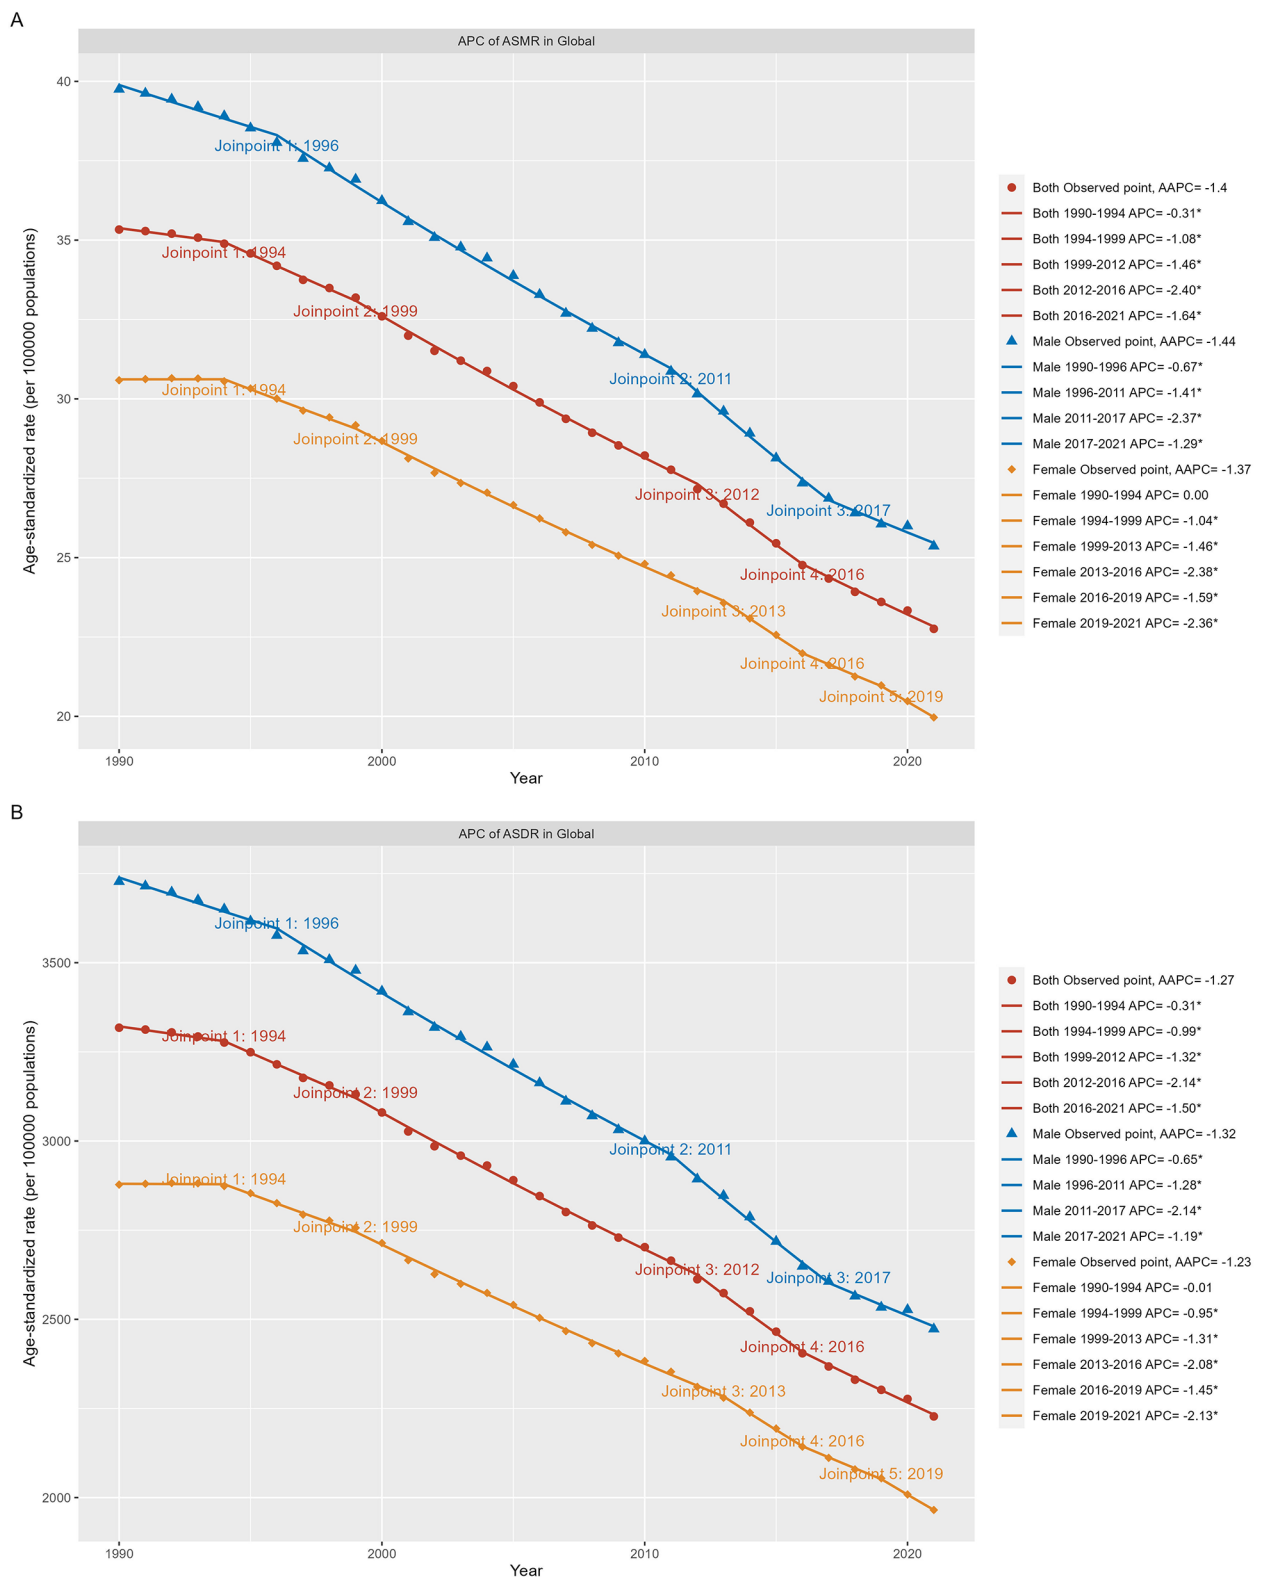 A
APC of ASMR in Global
40
35
30
25
20
Age-standardized rate (per 100000 populations)
Joinpoint 1: 1996
Joinpoint 1: 1994
Joinpoint 2: 1999
Joinpoint 2: 2011
Joinpoint 1: 1994
Joinpoint 2: 1999
Joinpoint 3: 2012
Joinpoint 3: 2017
Joinpoint 4: 2016
Joinpoint 3: 2013
Joinpoint 4: 2016
Joinpoint 5: 2019
1990
2000
2010
2020
Year
Both Observed point, AAPC= -1.4
Both 1990-1994 APC= -0.31*
Both 1994-1999 APC= -1.08*
Both 1999-2012 APC= -1.46*
Both 2012-2016 APC= -2.40*
Both 2016-2021 APC= -1.64*
Male Observed point, AAPC= -1.44
Male 1990-1996 APC= -0.67*
Male 1996-2011 APC= -1.41*
Male 2011-2017 APC= -2.37*
Male 2017-2021 APC= -1.29*
Female Observed point, AAPC= -1.37
Female 1990-1994 APC= 0.00
Female 1994-1999 APC= -1.04*
Female 1999-2013 APC= -1.46*
Female 2013-2016 APC= -2.38*
Female 2016-2019 APC= -1.59*
Female 2019-2021 APC= -2.36*
B
APC of ASDR in Global
3500
3000
2500
2000
Age-standardized rate (per 100000 populations)
Joinpoint 1: 1996
Joinpoint 1: 1994
Joinpoint 2: 1999
Joinpoint 2: 2011
Joinpoint 1: 1994
Joinpoint 2: 1999
Joinpoint 3: 2012
Joinpoint 3: 2017
Joinpoint 4: 2016
Joinpoint 3: 2013
Joinpoint 4: 2016
Joinpoint 5: 2019
1990
2000
2010
2020
Year
Both Observed point, AAPC= -1.27
Both 1990-1994 APC= -0.31*
Both 1994-1999 APC= -0.99*
Both 1999-2012 APC= -1.32*
Both 2012-2016 APC= -2.14*
Both 2016-2021 APC= -1.50*
Male Observed point, AAPC= -1.32
Male 1990-1996 APC= -0.65*
Male 1996-2011 APC= -1.28*
Male 2011-2017 APC= -2.14*
Male 2017-2021 APC= -1.19*
Female Observed point, AAPC= -1.23
Female 1990-1994 APC= -0.01
Female 1994-1999 APC= -0.95*
Female 1999-2013 APC= -1.31*
Female 2013-2016 APC= -2.08*
Female 2016-2019 APC= -1.45*
Female 2019-2021 APC= -2.13*